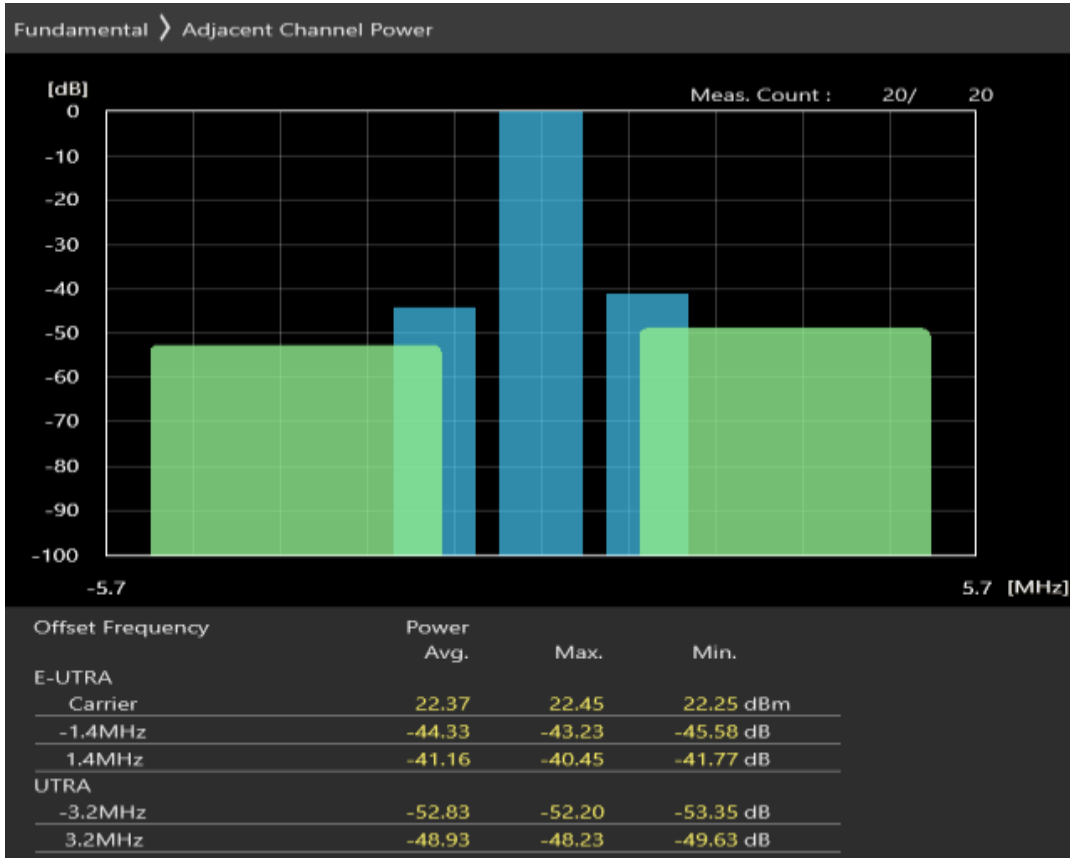 Fundamental 〉 Adjacent Channel Power
[dB]
Meas. Count : 20/ 20
0
-10
-20
-30
-40
-50
-60
-70
-80
-90
-100
-5.7 5.7 [MHz]
Offset Frequency Power
Avg. Max. Min.
E-UTRA
Carrier 22.37 22.45 22.25 dBm
-1.4MHz -44.33 -43.23 -45.58 dB
1.4MHz -41.16 -40.45 -41.77 dB
UTRA
-3.2MHz -52.83 -52.20 -53.35 dB
3.2MHz -48.93 -48.23 -49.63 dB